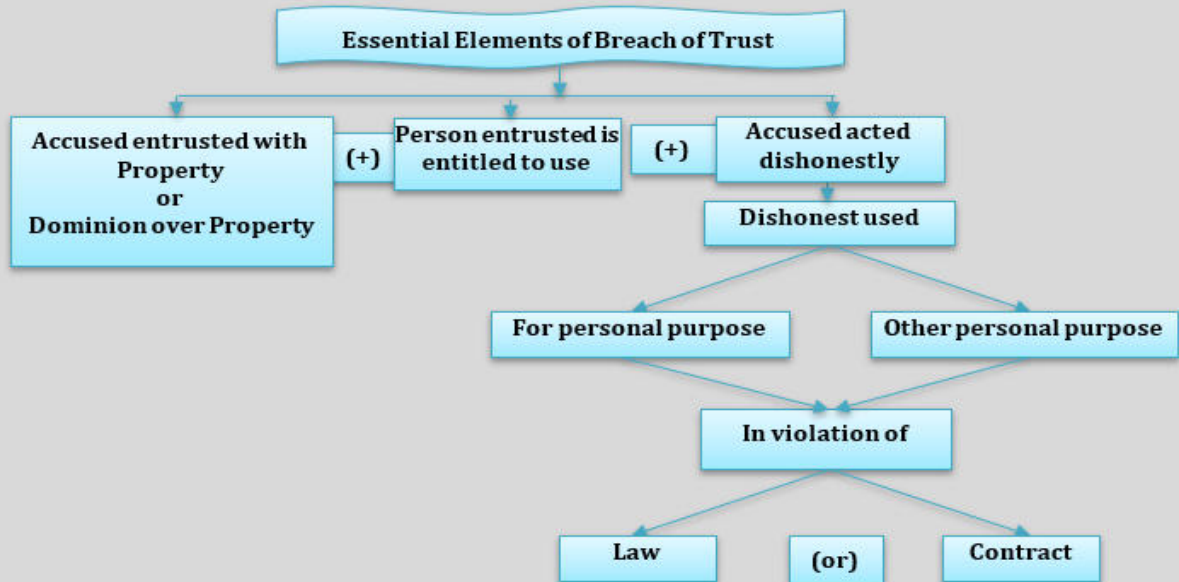 Essential Elements of Breach of Trust
Accused entrusted with
Property
or
Dominion over Property
(+)
Person entrusted is
entitled to use
(+)
Accused acted
dishonestly
Dishonest used
For personal purpose
Other personal purpose
In violation of
Law
(or)
Contract